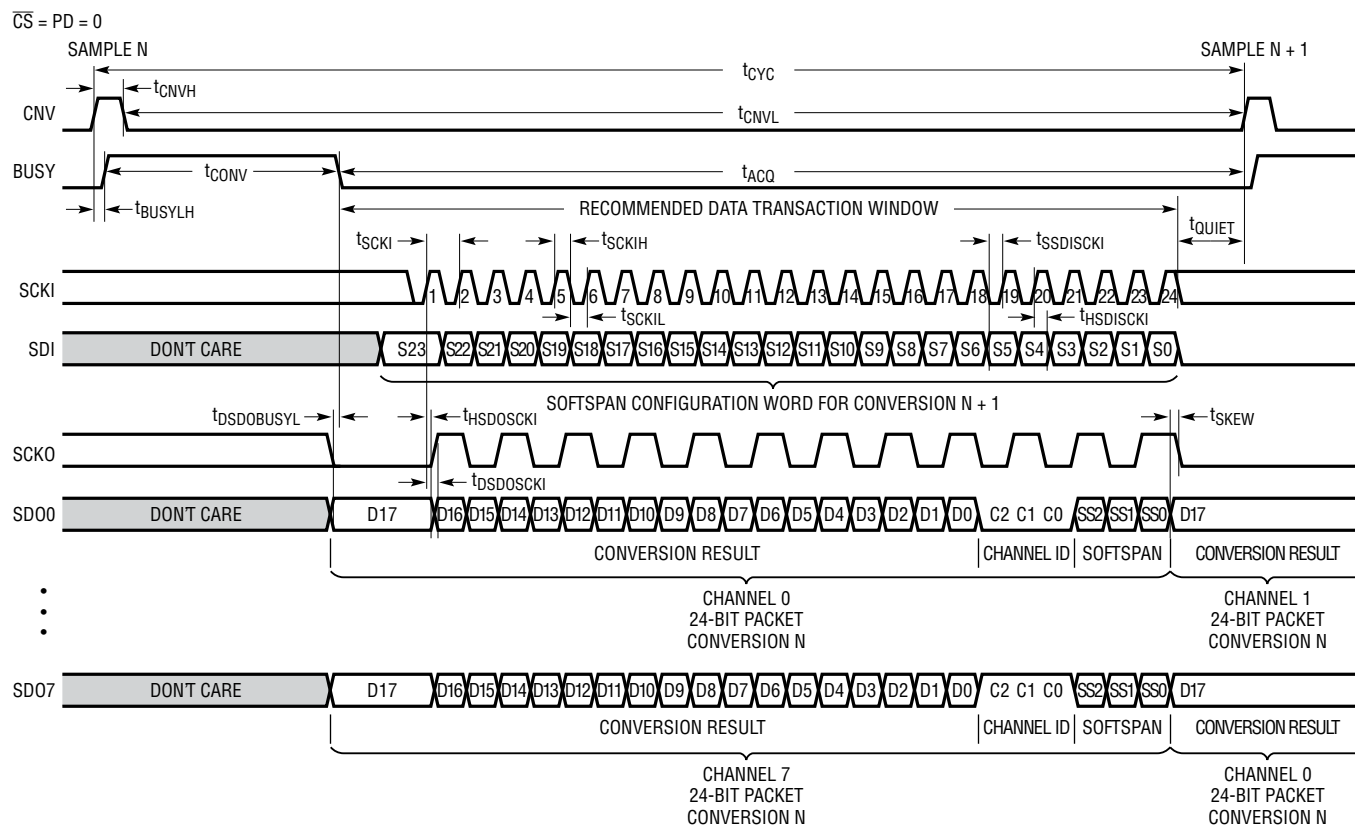 CS = PD = 0
SAMPLE N
SAMPLE N + 1
tCYC
tCNVH
CNV
tCNVL
BUSY
tCONV
tACQ
tBUSYLH
RECOMMENDED DATA TRANSACTION WINDOW
tQUIET
tSCKI
tSCKIH
tSSDISCKI
SCKI
1 2 3 4 5 6 7 8 9 10 11 12 13 14 15 16 17 18 19 20 21 22 23 24
tSCKIL
tHSDISCKI
SDI
DON'T CARE
S23 S22 S21 S20 S19 S18 S17 S16 S15 S14 S13 S12 S11 S10 S9 S8 S7 S6 S5 S4 S3 S2 S1 S0
SOFTSPAN CONFIGURATION WORD FOR CONVERSION N + 1
tDSDOBUSYL
tHSDOSCKI
tSKEW
SCKO
tDSDOSCKI
SDO0
DON'T CARE
D17 D16 D15 D14 D13 D12 D11 D10 D9 D8 D7 D6 D5 D4 D3 D2 D1 D0 C2 C1 C0 SS2 SS1 SS0 D17
CONVERSION RESULT
CHANNEL ID
SOFTSPAN
CONVERSION RESULT
CHANNEL 0
24-BIT PACKET
CONVERSION N
CHANNEL 1
24-BIT PACKET
CONVERSION N
SDO7
DON'T CARE
D17 D16 D15 D14 D13 D12 D11 D10 D9 D8 D7 D6 D5 D4 D3 D2 D1 D0 C2 C1 C0 SS2 SS1 SS0 D17
CONVERSION RESULT
CHANNEL ID
SOFTSPAN
CONVERSION RESULT
CHANNEL 7
24-BIT PACKET
CONVERSION N
CHANNEL 0
24-BIT PACKET
CONVERSION N